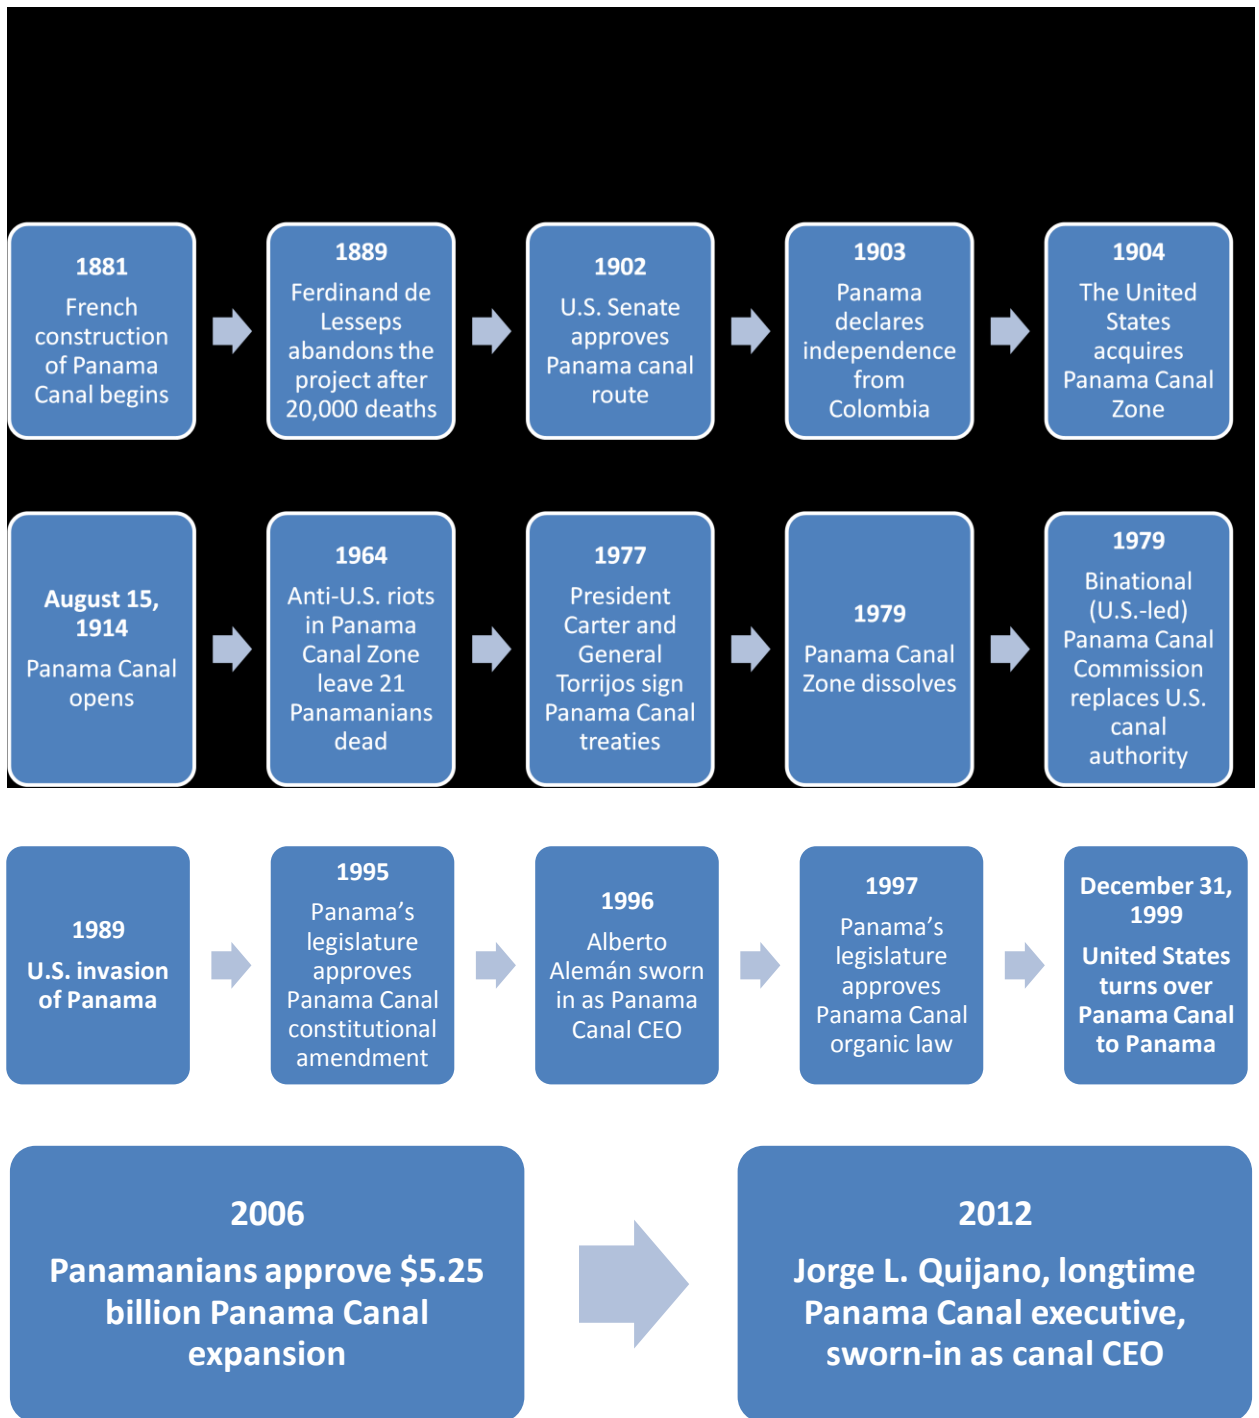 1881
French
construction
of Panama
Canal begins
1889
Ferdinand de
Lesseps
abandons the
project after
20,000 deaths
1902
U.S. Senate
approves
Panama canal
route
1903
Panama
declares
independence
from
Colombia
1904
The United
States
acquires
Panama Canal
Zone
August 15,
1914
Panama Canal
opens
1964
Anti-U.S. riots
in Panama
Canal Zone
leave 21
Panamanians
dead
1977
President
Carter and
General
Torrijos sign
Panama Canal
treaties
1979
Panama Canal
Zone dissolves
1979
Binational
(U.S.-led)
Panama Canal
Commission
replaces U.S.
canal
authority
1989
U.S. invasion
of Panama
1995
Panama’s
legislature
approves
Panama Canal
constitutional
amendment
1996
Alberto
Alemán sworn
in as Panama
Canal CEO
1997
Panama’s
legislature
approves
Panama Canal
organic law
December 31,
1999
United States
turns over
Panama Canal
to Panama
2006
Panamanians approve $5.25
billion Panama Canal
expansion
2012
Jorge L. Quijano, longtime
Panama Canal executive,
sworn-in as canal CEO